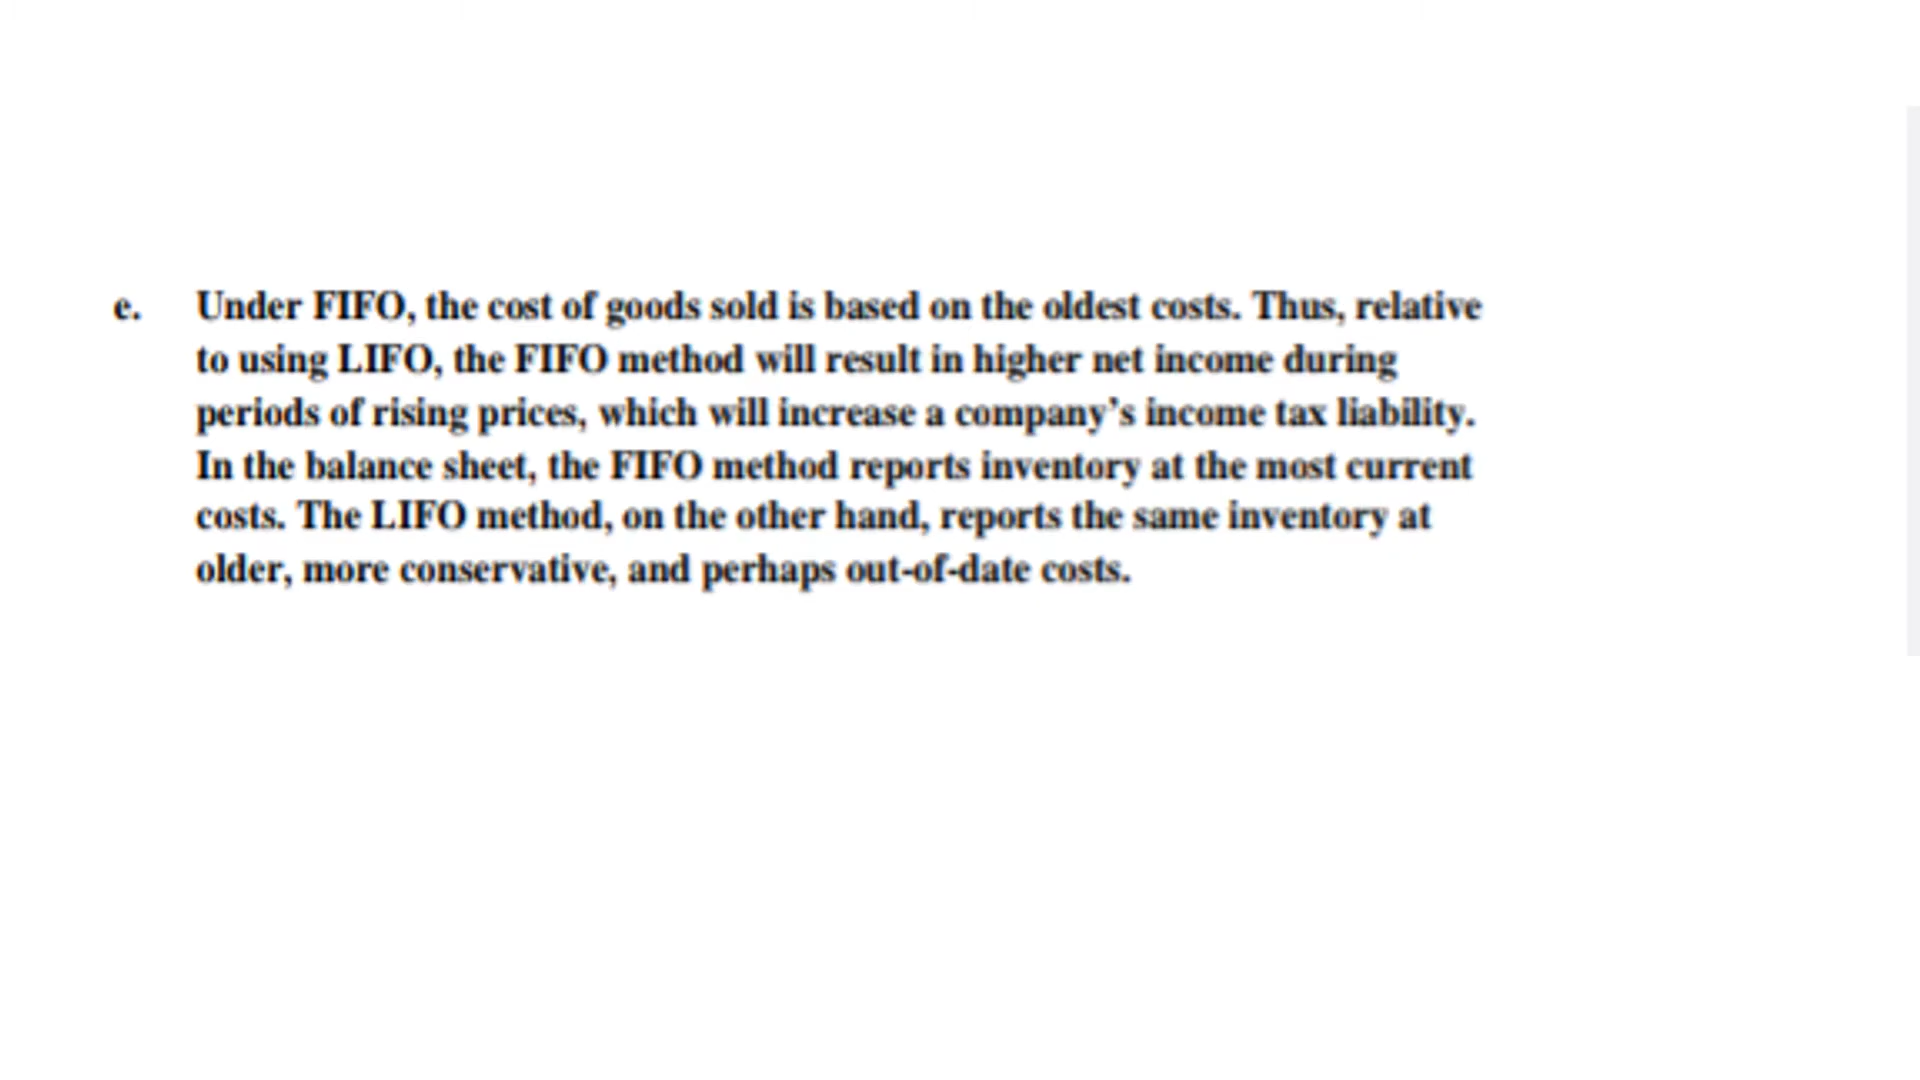 e. Under FIFO, the cost of goods sold is based on the oldest costs. Thus, relative
to using LIFO, the FIFO method will result in higher net income during
periods of rising prices, which will increase a company’s income tax liability.
In the balance sheet, the FIFO method reports inventory at the most current
costs. The LIFO method, on the other hand, reports the same inventory at
older, more conservative, and perhaps out-of-date costs.